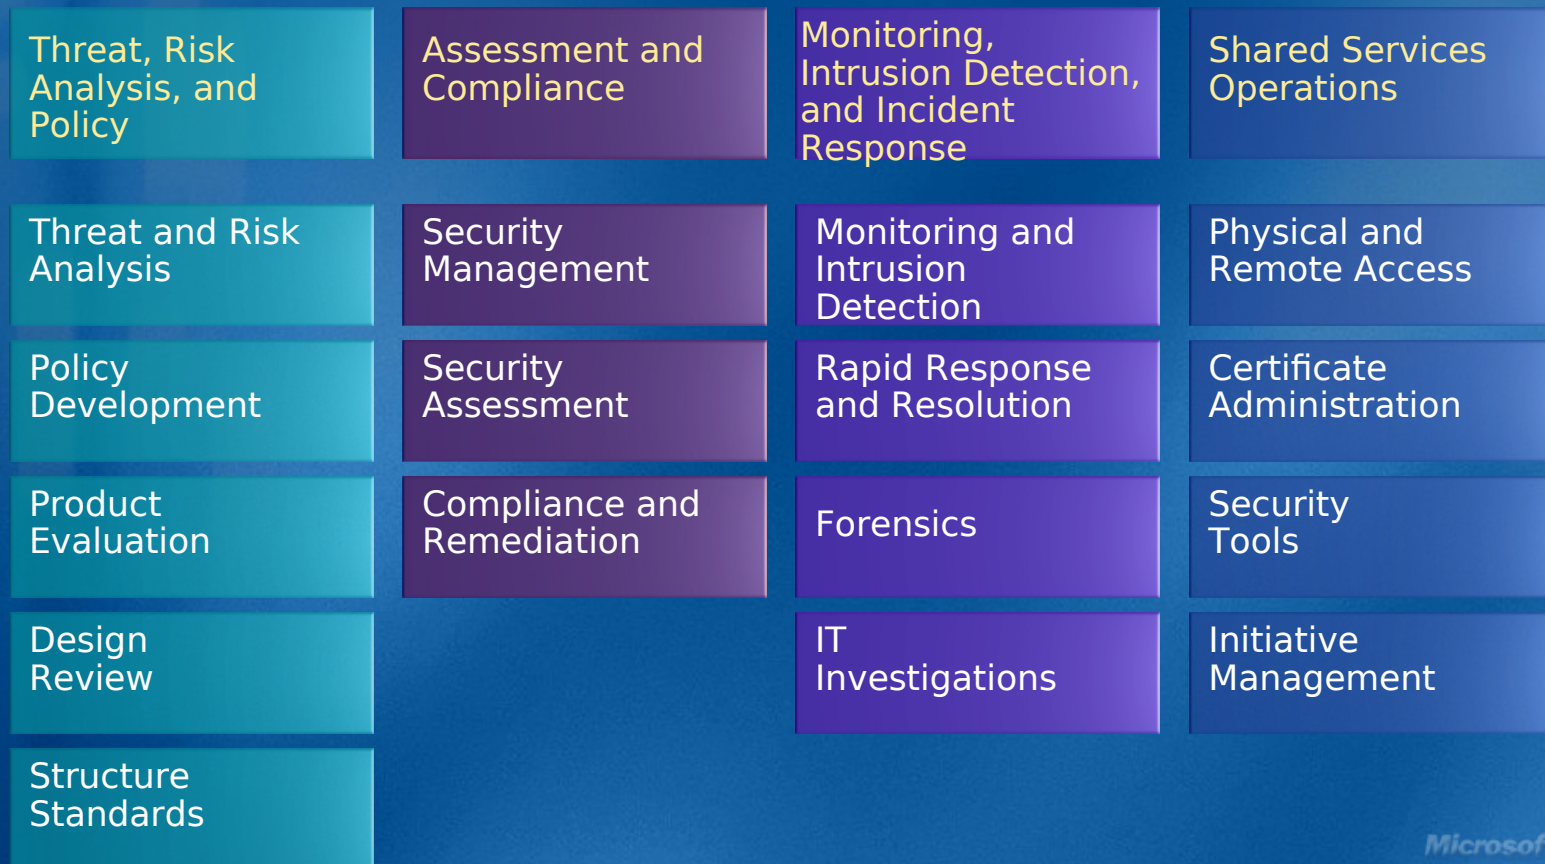 Threat, Risk
Analysis, and
Policy
Assessment and
Compliance
Monitoring,
Intrusion Detection,
and Incident
Response
Shared Services
Operations
Threat and Risk
Analysis
Security
Management
Monitoring and
Intrusion
Detection
Physical and
Remote Access
Policy
Development
Security
Assessment
Rapid Response
and Resolution
Certificate
Administration
Product
Evaluation
Compliance and
Remediation
Forensics
Security
Tools
Design
Review
IT
Investigations
Initiative
Management
Structure
Standards
Microsof